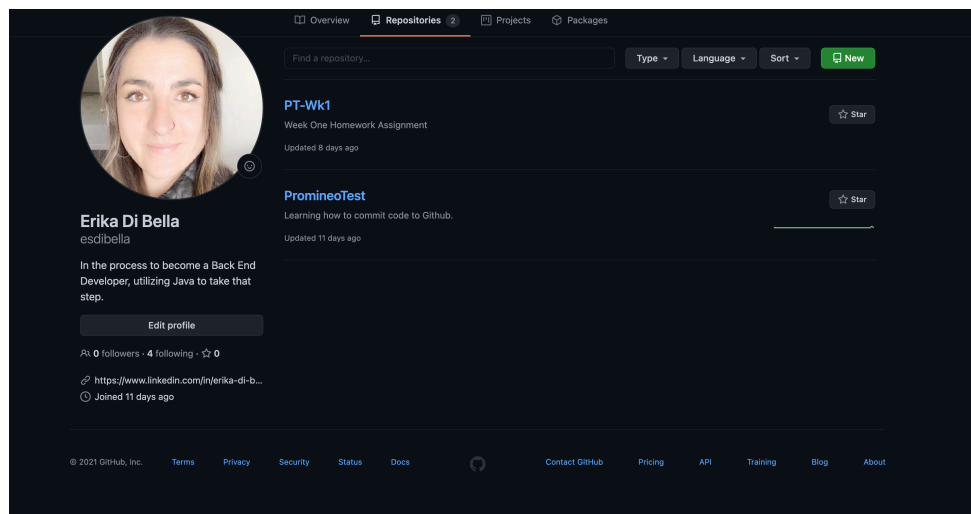 Overview Repositories 2 Projects Packages
Find a repository... Type Language Sort New
PT-Wk1
Star
Week One Homework Assignment
Updated 8 days ago
PromineoTest
Star
Learning how to commit code to Github.
Updated 11 days ago
Erika Di Bella
esdibella
In the process to become a Back End
Developer, utilizing Java to take that
step.
Edit profile
0 followers · 4 following · 0
https://www.linkedin.com/in/erika-di-b...
Joined 11 days ago
© 2021 GitHub, Inc. Terms Privacy Security Status Docs Contact GitHub Pricing API Training Blog About